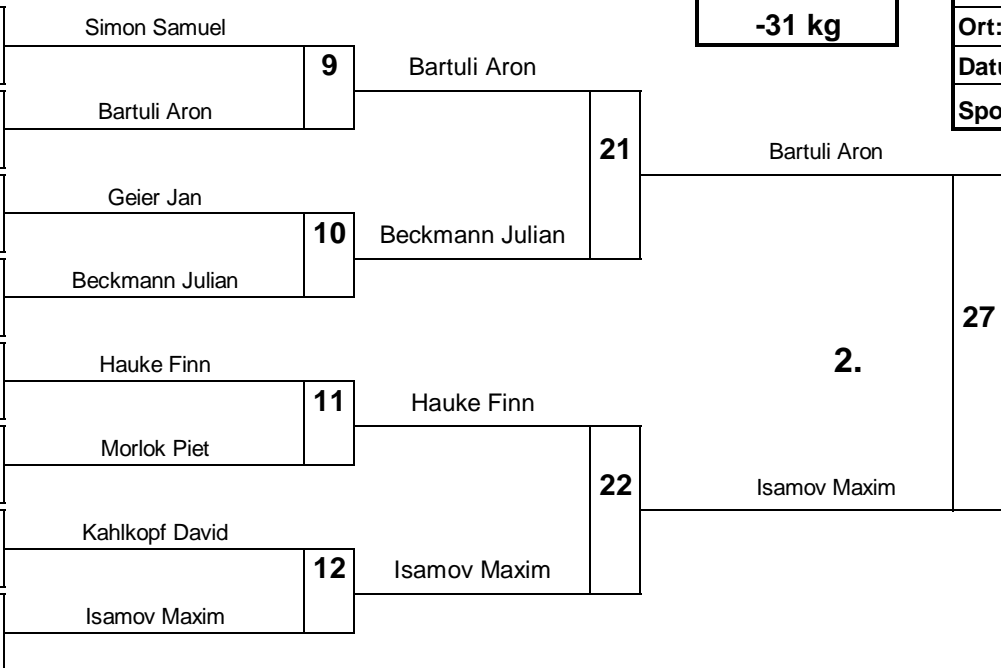 Simon Samuel
-31 kg
Ort:
9
Bartuli Aron
Datu
Bartuli Aron
Spo
21
Bartuli Aron
Geier Jan
10
Beckmann Julian
Beckmann Julian
27
Hauke Finn
2.
11
Hauke Finn
Morlok Piet
22
Isamov Maxim
Kahlkopf David
12
Isamov Maxim
Isamov Maxim